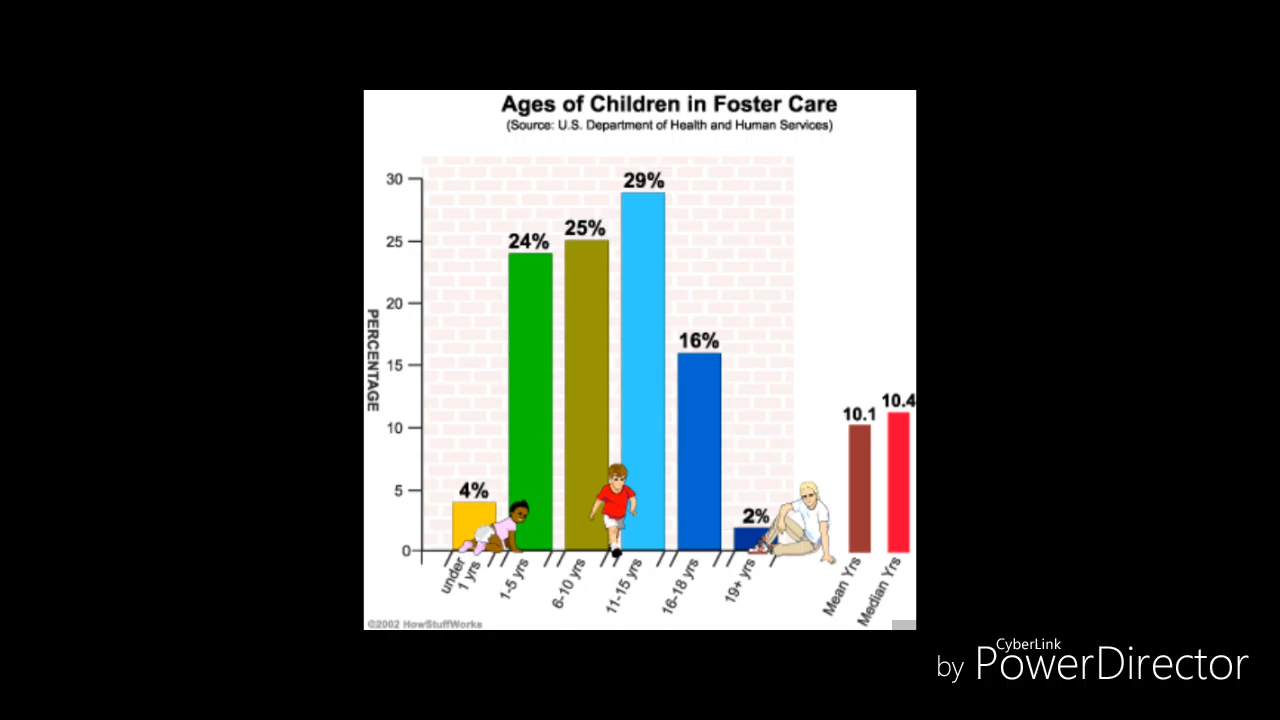 Ages of Children in Foster Care
(Source: U.S. Department of Health and Human Services)
PERCENTAGE
30
25
20
15
10
5
0
4%
24%
25%
29%
16%
2%
10.1
10.4
under
1 yrs
1-5 yrs
6-10 yrs
11-15 yrs
16-18 yrs
19+ yrs
Mean Yrs
Median Yrs
©2002 HowStuffWorks
CyberLink
by PowerDirector